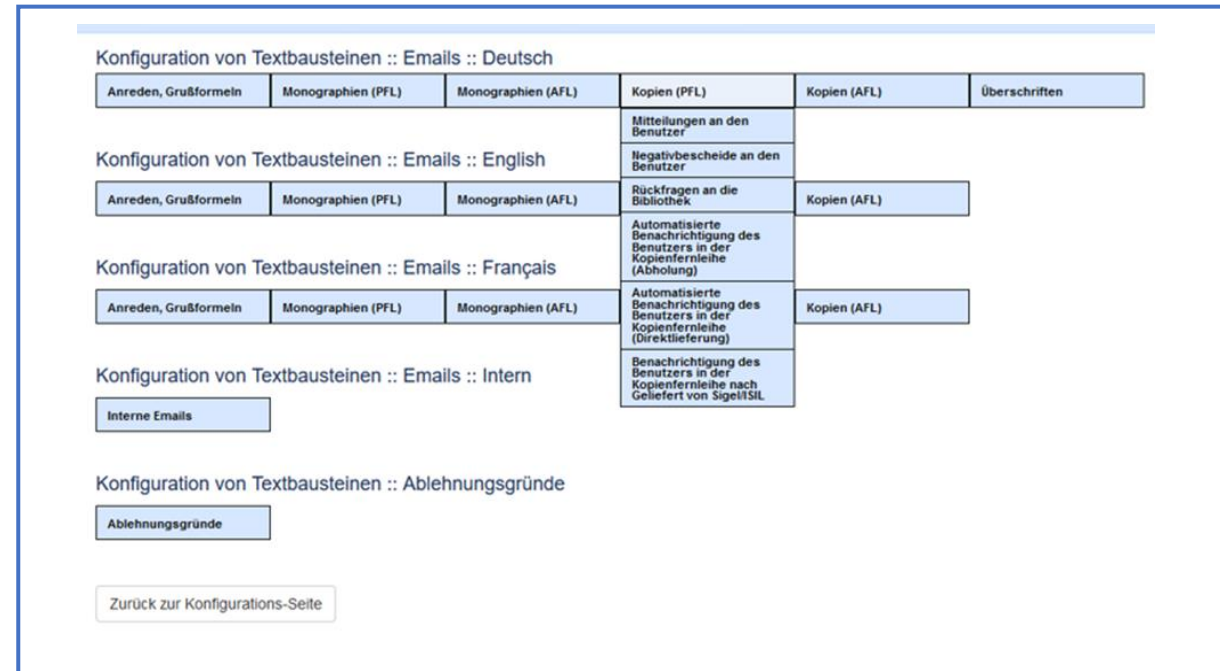 Konfiguration von Textbausteinen :: Emails :: Deutsch
Anreden, Grußformeln Monographien (PFL) Monographien (AFL) Kopien (PFL) Kopien (AFL) Überschriften
Mitteilungen an den
Benutzer
Negativbescheide an den
Benutzer
Rückfragen an die
Bibliothek
Automatisierte
Benachrichtigung des
Benutzers in der
Kopienfernleihe
(Abholung)
Automatisierte
Benachrichtigung des
Benutzers in der
Kopienfernleihe
(Direktlieferung)
Benachrichtigung des
Benutzers in der
Kopienfernleihe nach
Geliefert von Sigel/ISIL
Konfiguration von Textbausteinen :: Emails :: English
Anreden, Grußformeln Monographien (PFL) Monographien (AFL) Kopien (AFL)
Konfiguration von Textbausteinen :: Emails :: Français
Anreden, Grußformeln Monographien (PFL) Monographien (AFL) Kopien (AFL)
Konfiguration von Textbausteinen :: Emails :: Intern
Interne Emails
Konfiguration von Textbausteinen :: Ablehnungsgründe
Ablehnungsgründe
Zurück zur Konfigurations-Seite